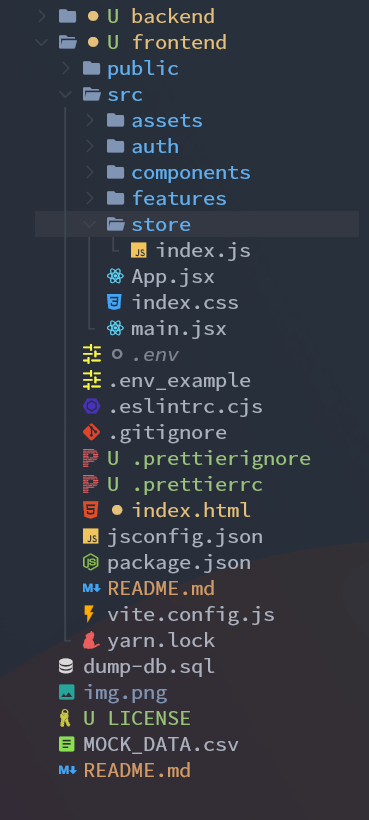 U backend
U frontend
public
src
assets
auth
components
features
store
JS index.js
App.jsx
index.css
main.jsx
.env
.env_example
.eslintrc.cjs
.gitignore
U .prettierignore
U .prettierrc
index.html
JS jsconfig.json
package.json
M README.md
vite.config.js
yarn.lock
dump-db.sql
img.png
U LICENSE
MOCK_DATA.csv
M README.md